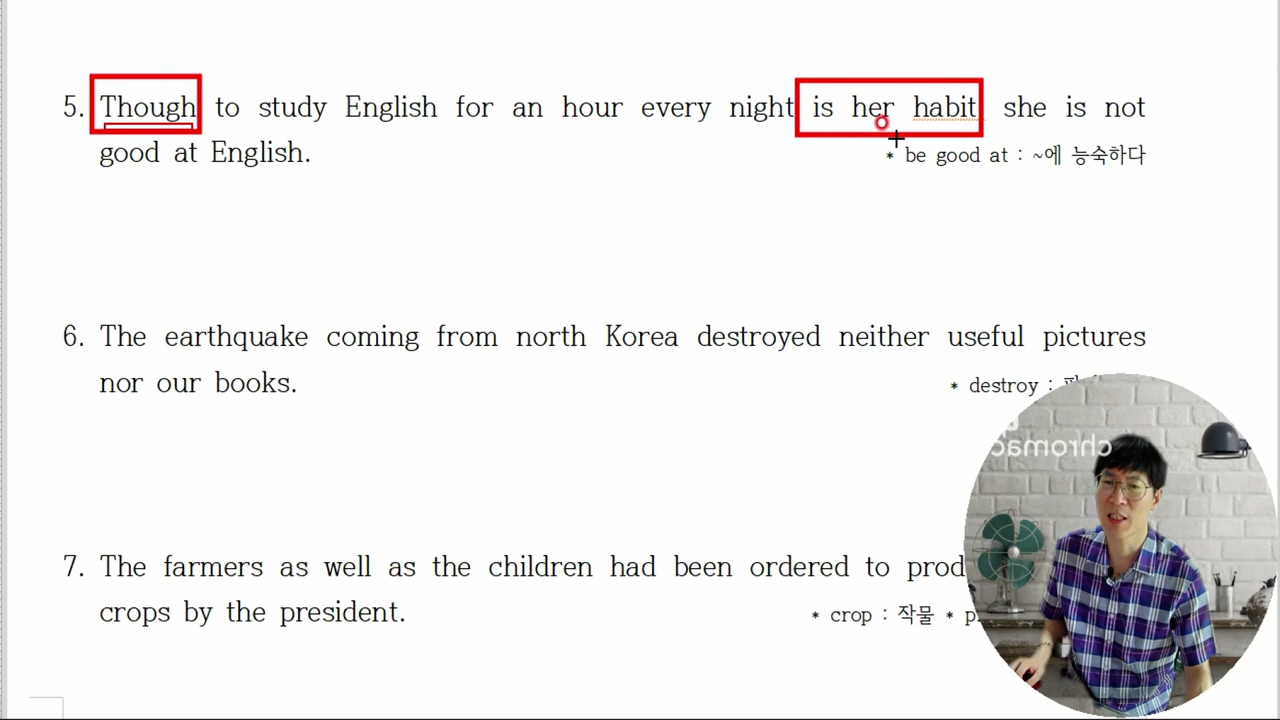 5. Though to study English for an hour every night is her habit she is not
good at English.
* be good at : ~에 능숙하다
6. The earthquake coming from north Korea destroyed neither useful pictures
nor our books.
* destroy :
7. The farmers as well as the children had been ordered to
crops by the president.
* crop : 작물 *